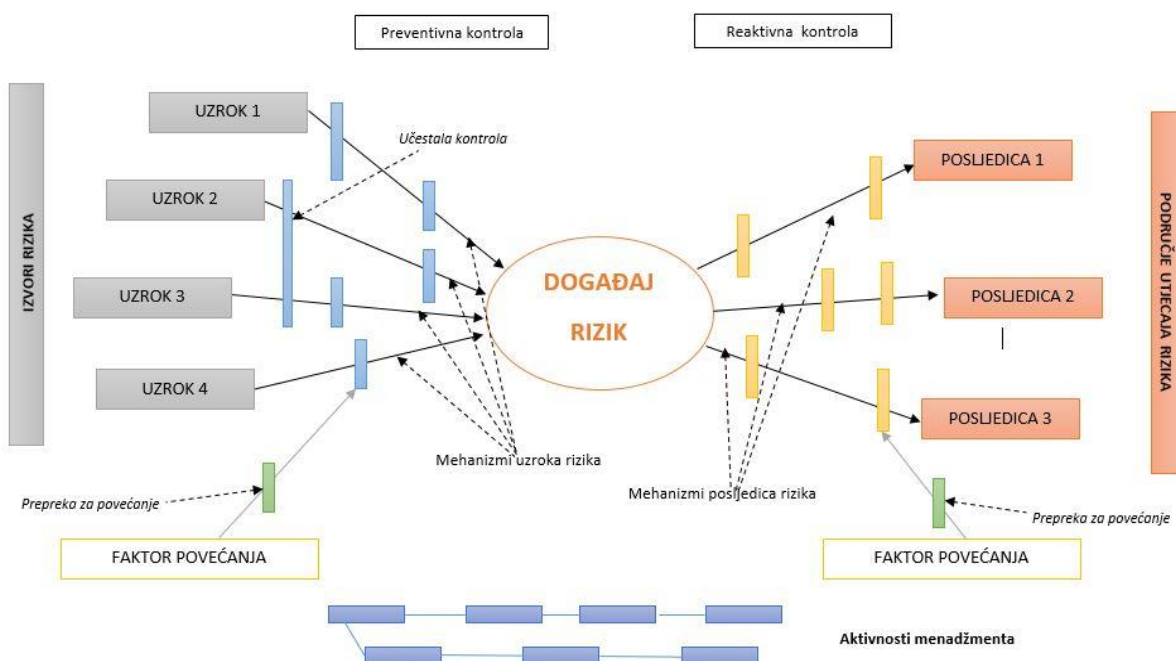 Preventivna kontrola
Reaktivna kontrola
IZVORI RIZIKA
UZROK 1
UZROK 2
UZROK 3
UZROK 4
Učestala kontrola
DOGAĐAJ
RIZIK
POSLJEDICA 1
POSLJEDICA 2
POSLJEDICA 3
PODRUČJE UTJECAJA RIZIKA
Mehanizmi uzroka rizika
Mehanizmi posljedica rizika
Prepreka za povećanje
Prepreka za povećanje
FAKTOR POVEĆANJA
FAKTOR POVEĆANJA
Aktivnosti menadžmenta